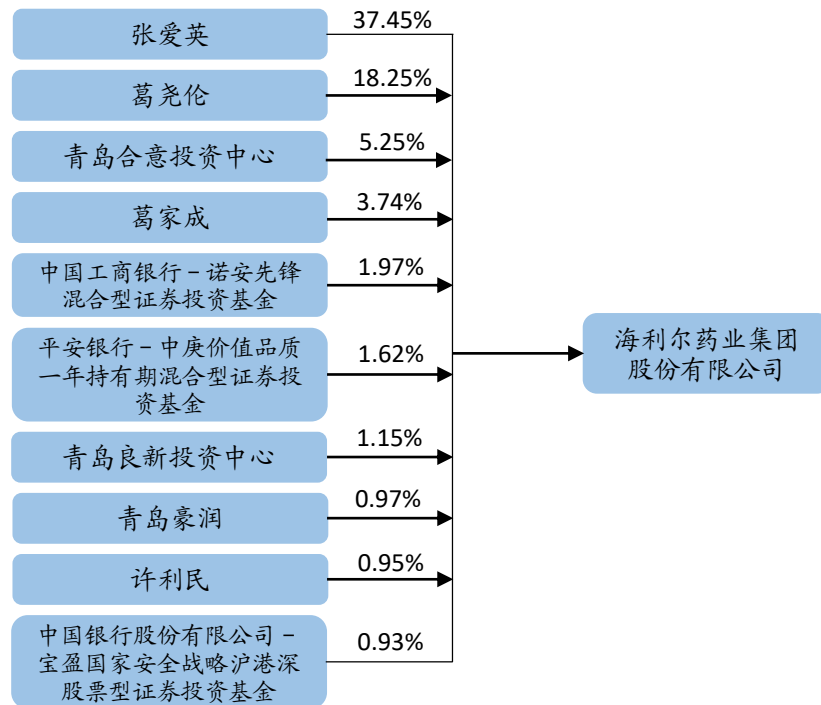 张爱英
37.45%
葛尧伦
18.25%
青岛合意投资中心
5.25%
葛家成
3.74%
中国工商银行－诺安先锋
混合型证券投资基金
1.97%
平安银行－中庚价值品质
一年持有期混合型证券投
资基金
1.62%
青岛良新投资中心
1.15%
青岛豪润
0.97%
许利民
0.95%
中国银行股份有限公司－
宝盈国家安全战略沪港深
股票型证券投资基金
0.93%
海利尔药业集团
股份有限公司